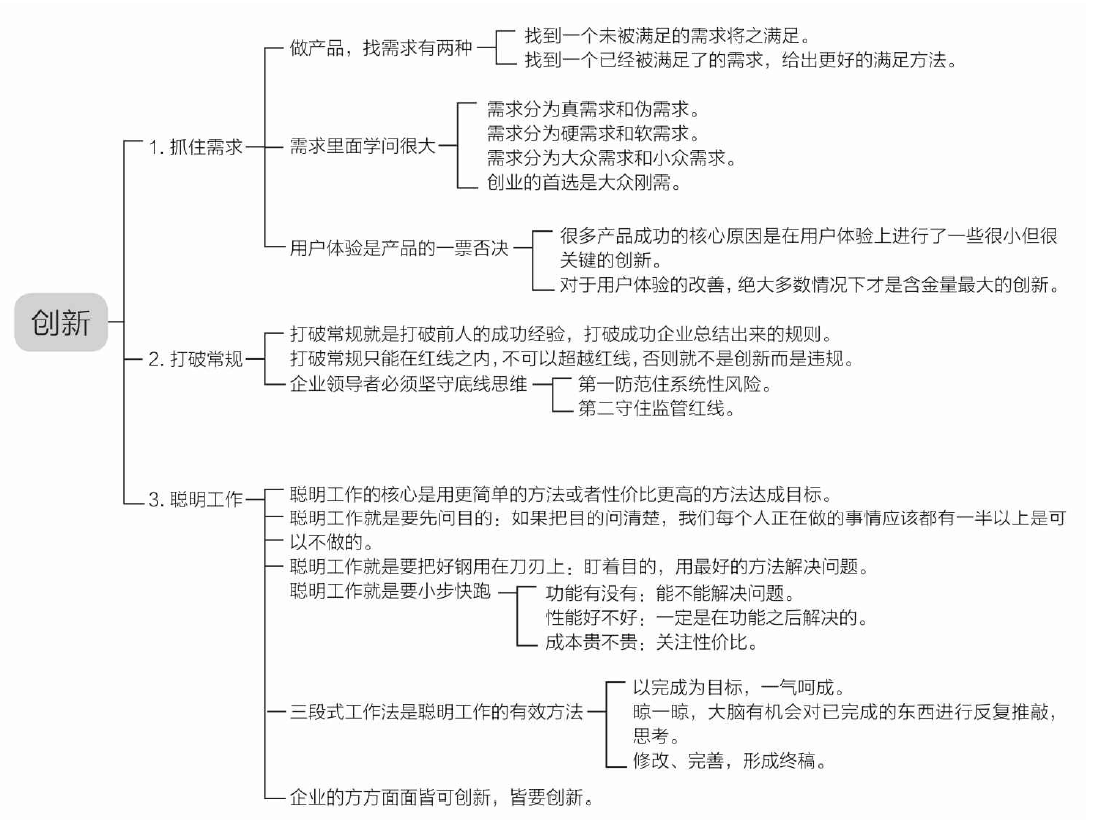 创新
1. 抓住需求
做产品，找需求有两种
找到一个未被满足的需求将之满足。
找到一个已经被满足了的需求，给出更好的满足方法。
需求里面学问很大
需求分为真需求和伪需求。
需求分为硬需求和软需求。
需求分为大众需求和小众需求。
创业的首选是大众刚需。
用户体验是产品的一票否决
很多产品成功的核心原因是在用户体验上进行了一些很小但很
关键的创新。
对于用户体验的改善，绝大多数情况下才是含金量最大的创新。
2. 打破常规
打破常规就是打破前人的成功经验，打破成功企业总结出来的规则。
打破常规只能在红线之内，不可以超越红线，否则就不是创新而是违规。
企业领导者必须坚守底线思维
第一防范住系统性风险。
第二守住监管红线。
3. 聪明工作
聪明工作的核心是用更简单的方法或者性价比更高的方法达成目标。
聪明工作就是要先问目的：如果把目的问清楚，我们每个人正在做的事情应该都有一半以上是可
以不做的。
聪明工作就是要把好钢用在刀刃上：盯着目的，用最好的方法解决问题。
聪明工作就是要小步快跑
功能有没有：能不能解决问题。
性能好不好：一定是在功能之后解决的。
成本贵不贵：关注性价比。
三段式工作法是聪明工作的有效方法
以完成为目标，一气呵成。
晾一晾，大脑有机会对已完成的东西进行反复推敲，
思考。
修改、完善，形成终稿。
企业的方方面面皆可创新，皆要创新。